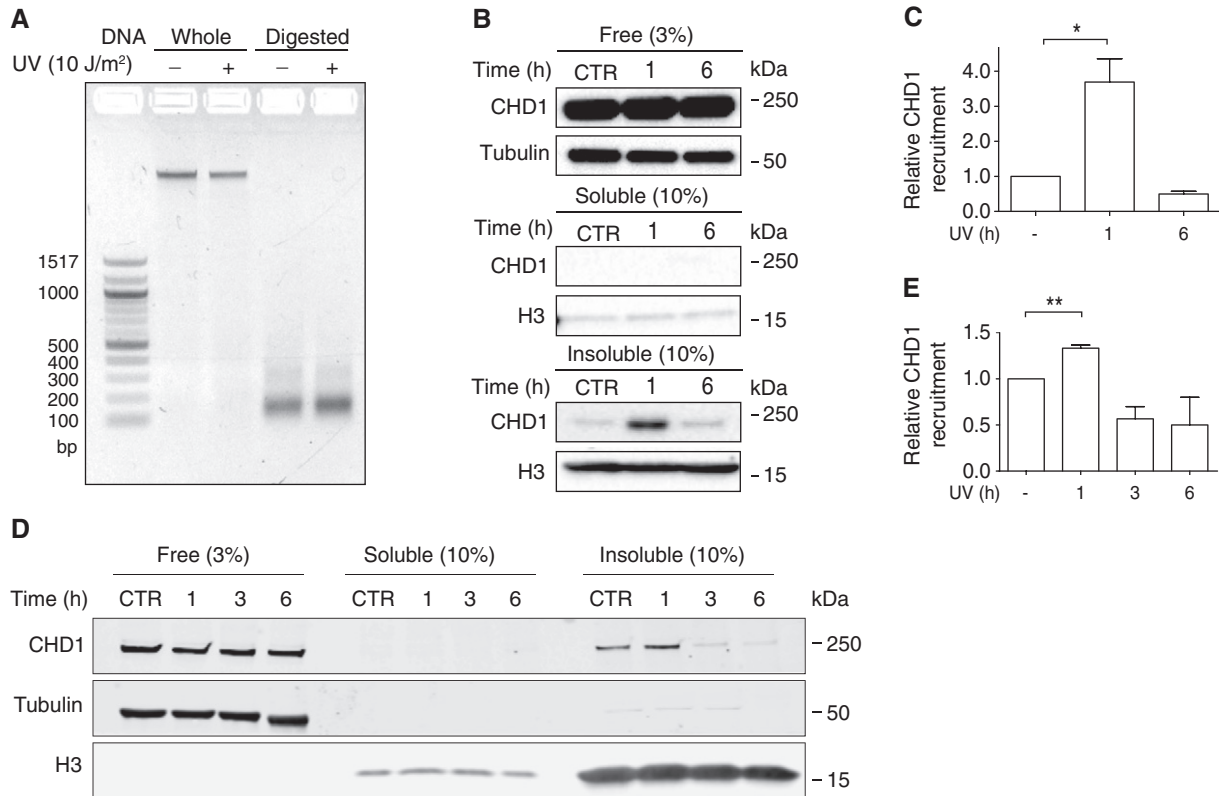 A
DNA Whole Digested
UV (10 J/m²) – + – +
1517
1000
500
400
300
200
100
bp
B
Free (3%)
Time (h) CTR 1 6 kDa
CHD1 - 250
Tubulin - 50
Soluble (10%)
Time (h) CTR 1 6 kDa
CHD1 - 250
H3 - 15
Insoluble (10%)
Time (h) CTR 1 6 kDa
CHD1 - 250
H3 - 15
C
*
Relative CHD1
recruitment
4.0
3.0
2.0
1.0
0.0
UV (h) - 1 6
E
**
Relative CHD1
recruitment
1.5
1.0
0.5
0.0
UV (h) - 1 3 6
D
Free (3%) Soluble (10%) Insoluble (10%)
Time (h) CTR 1 3 6 CTR 1 3 6 CTR 1 3 6 kDa
CHD1 - 250
Tubulin - 50
H3 - 15